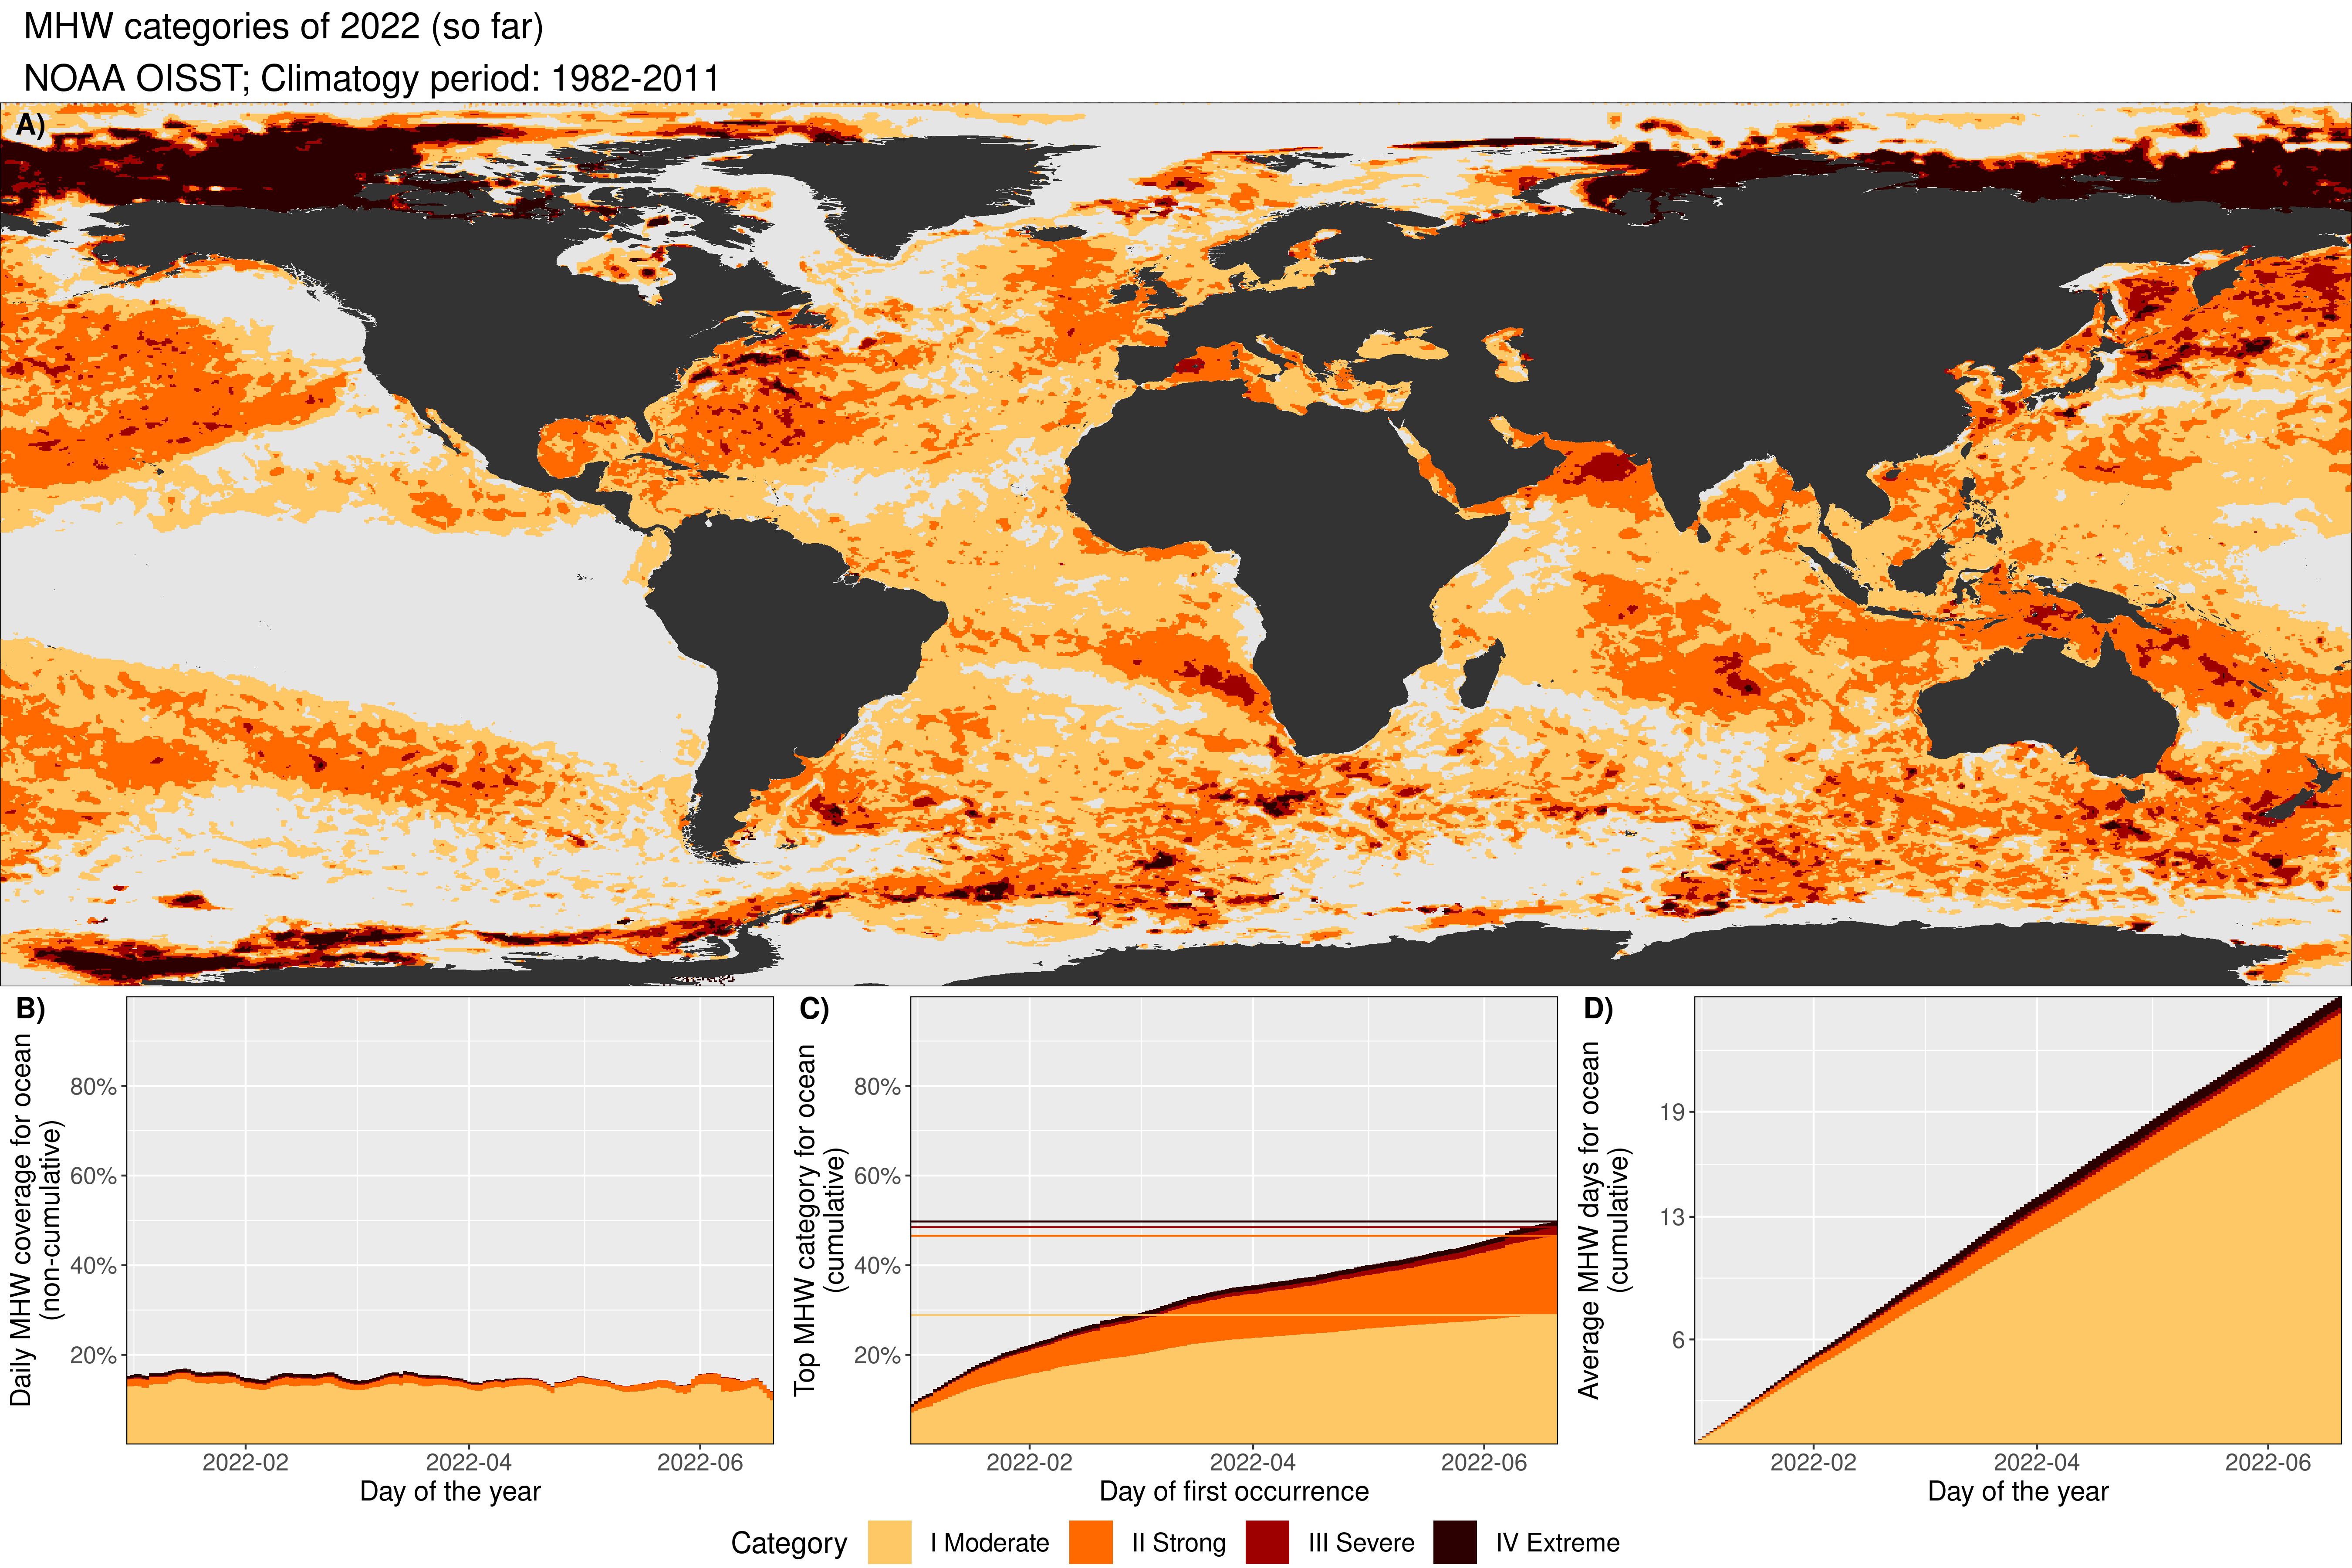 MHW categories of 2022 (so far)
NOAA OISST; Climatogy period: 1982-2011
A)
B)
Daily MHW coverage for ocean
(non-cumulative)
80%
60%
40%
20%
2022-02
2022-04
2022-06
Day of the year
C)
Top MHW category for ocean
(cumulative)
80%
60%
40%
20%
2022-02
2022-04
2022-06
Day of first occurrence
D)
Average MHW days for ocean
(cumulative)
19
13
6
2022-02
2022-04
2022-06
Day of the year
Category
I Moderate
II Strong
III Severe
IV Extreme